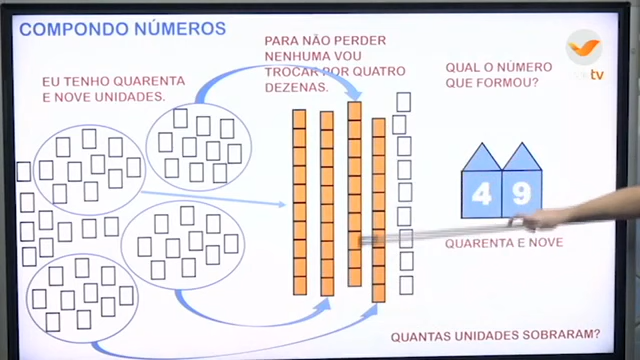 COMPONDO NÚMEROS
EU TENHO QUARENTA
E NOVE UNIDADES.
PARA NÃO PERDER
NENHUMA VOU
TROCAR POR QUATRO
DEZENAS.
QUAL O NÚMERO
QUE FORMOU?
4 9
QUARENTA E NOVE
QUANTAS UNIDADES SOBRARAM?
tv